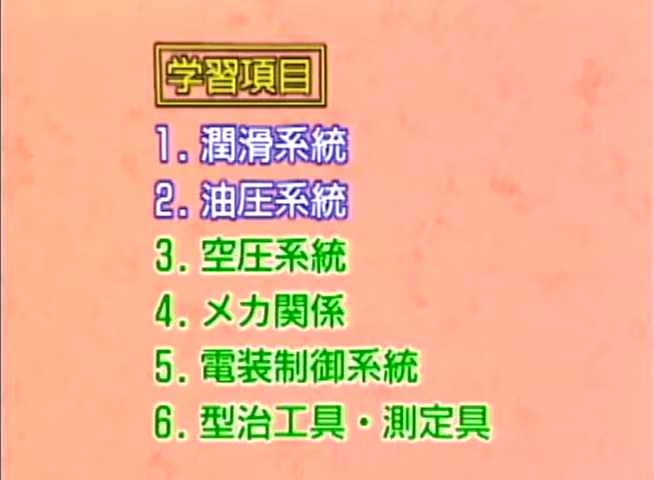 学習項目
1. 潤滑系統
2. 油圧系統
3. 空圧系統
4. メカ関係
5. 電装制御系統
6. 型治工具・測定具